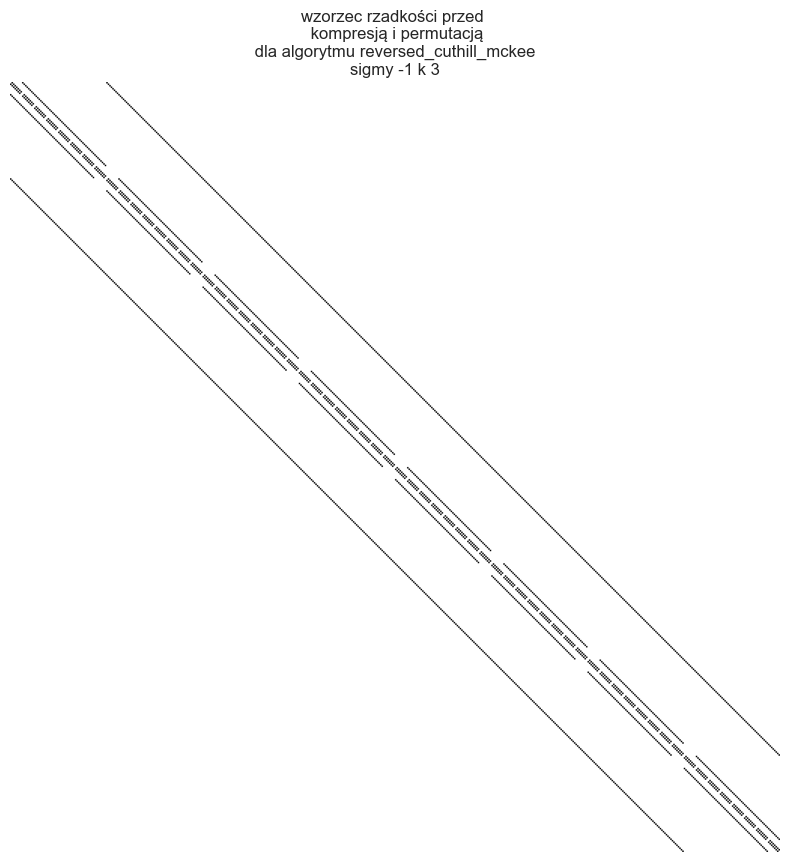 wzorzec rzadkości przed
kompresją i permutacją
dla algorytmu reversed_cuthill_mckee
sigmy -1 k 3